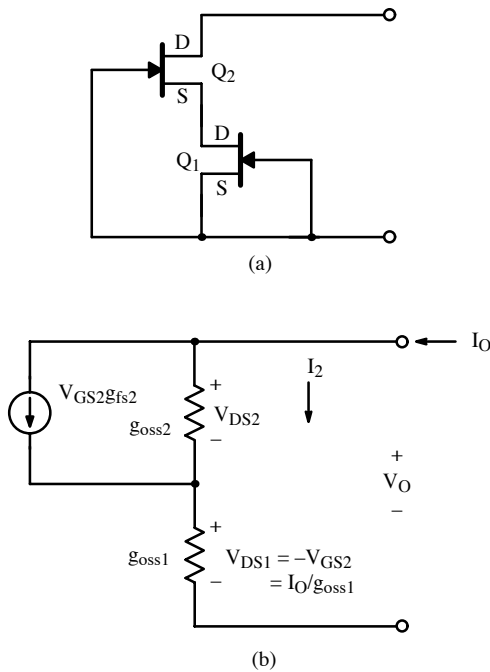 D
Q2
S
D
Q1
S
(a)
IO
I2
VGS2gfs2
+
goss2
VDS2
–
+
VO
–
+
goss1
VDS1 = –VGS2
–
= IO/goss1
(b)